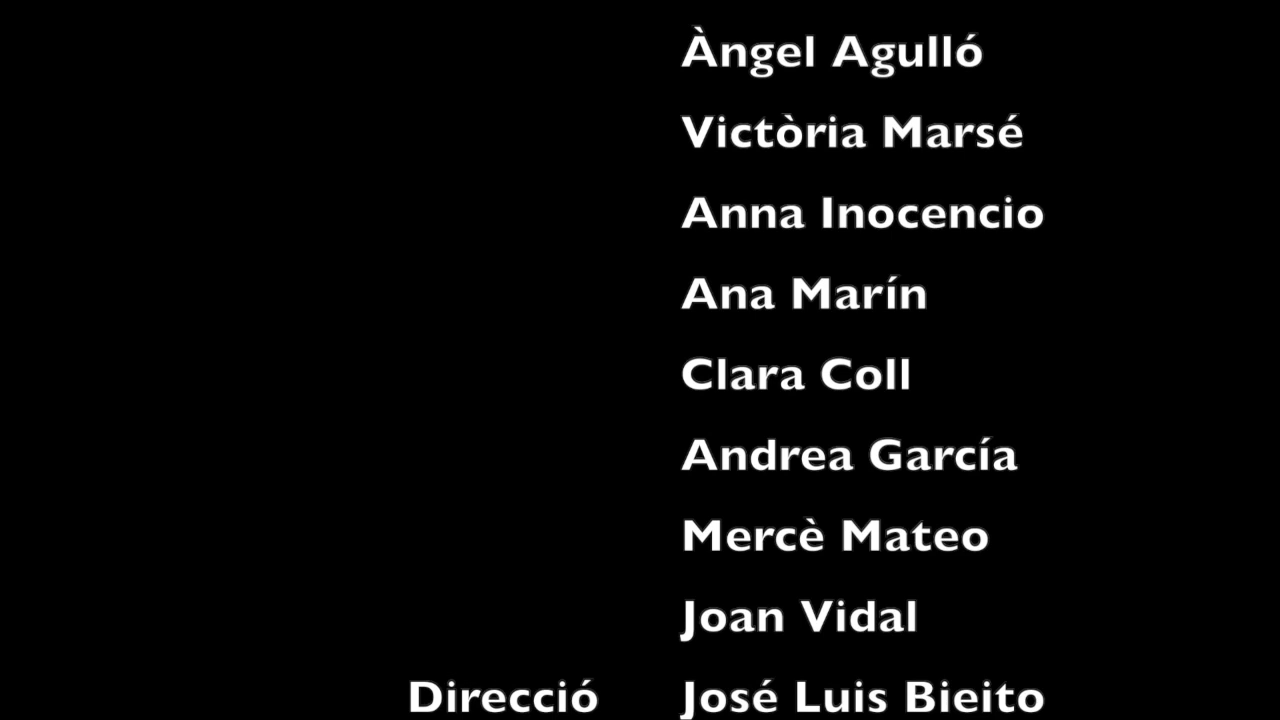 Àngel Agulló
Victòria Marsé
Anna Inocencio
Ana Marín
Clara Coll
Andrea García
Mercè Mateo
Joan Vidal
Direcció José Luis Bieito